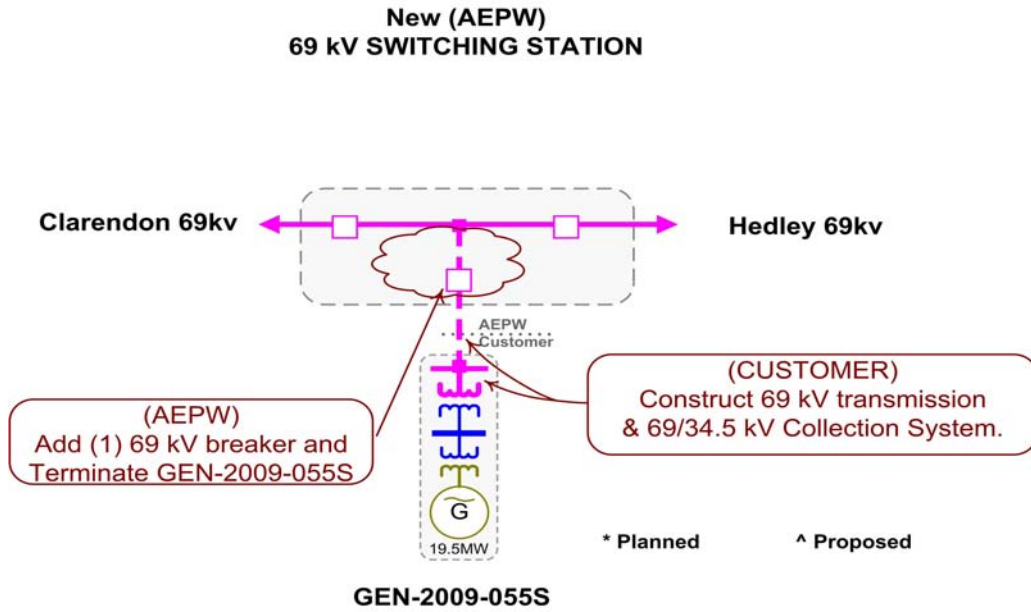 New (AEPW)
69 kV SWITCHING STATION
Clarendon 69kv
Hedley 69kv
AEPW
Customer
(AEPW)
Add (1) 69 kV breaker and
Terminate GEN-2009-055S
(CUSTOMER)
Construct 69 kV transmission
& 69/34.5 kV Collection System.
G
19.5MW
* Planned
^ Proposed
GEN-2009-055S